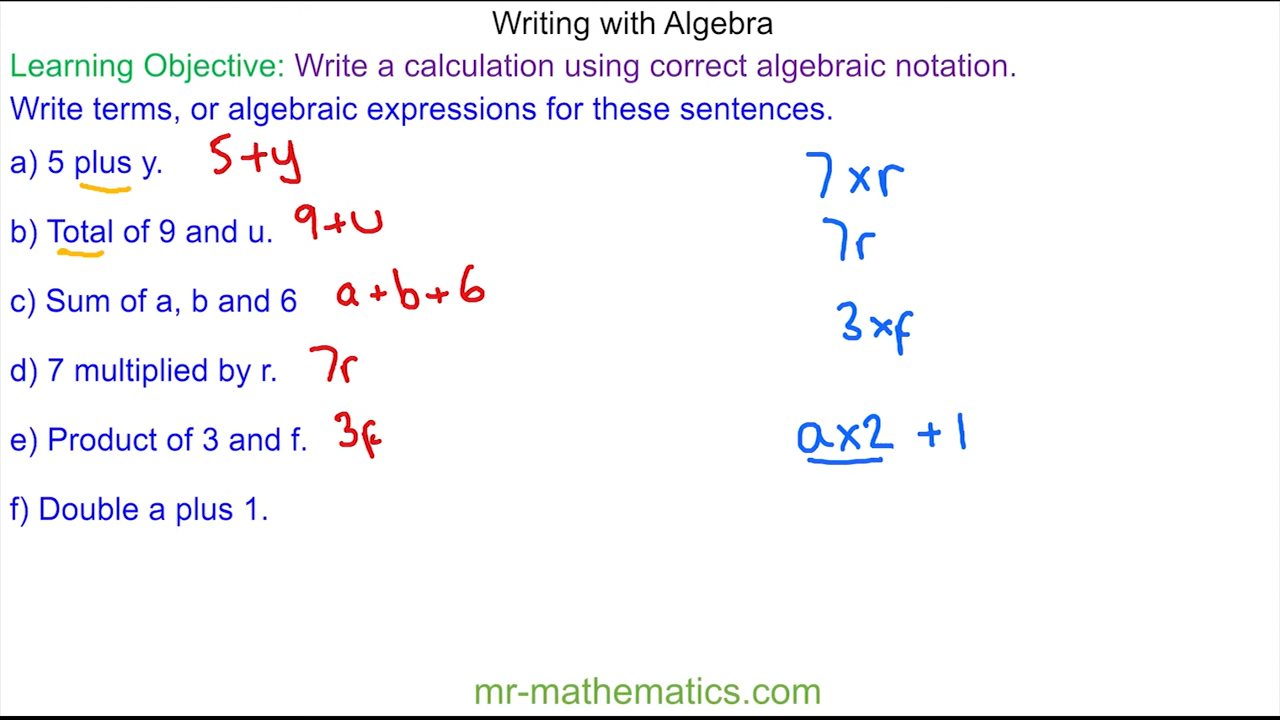 Writing with Algebra
Learning Objective: Write a calculation using correct algebraic notation.
Write terms, or algebraic expressions for these sentences.
a) 5 plus y. 5+y
7×r
b) Total of 9 and u. 9+u
7r
c) Sum of a, b and 6 a+b+6
3×f
d) 7 multiplied by r. 7r
e) Product of 3 and f. 3f
a×2 +1
f) Double a plus 1.
mr-mathematics.com